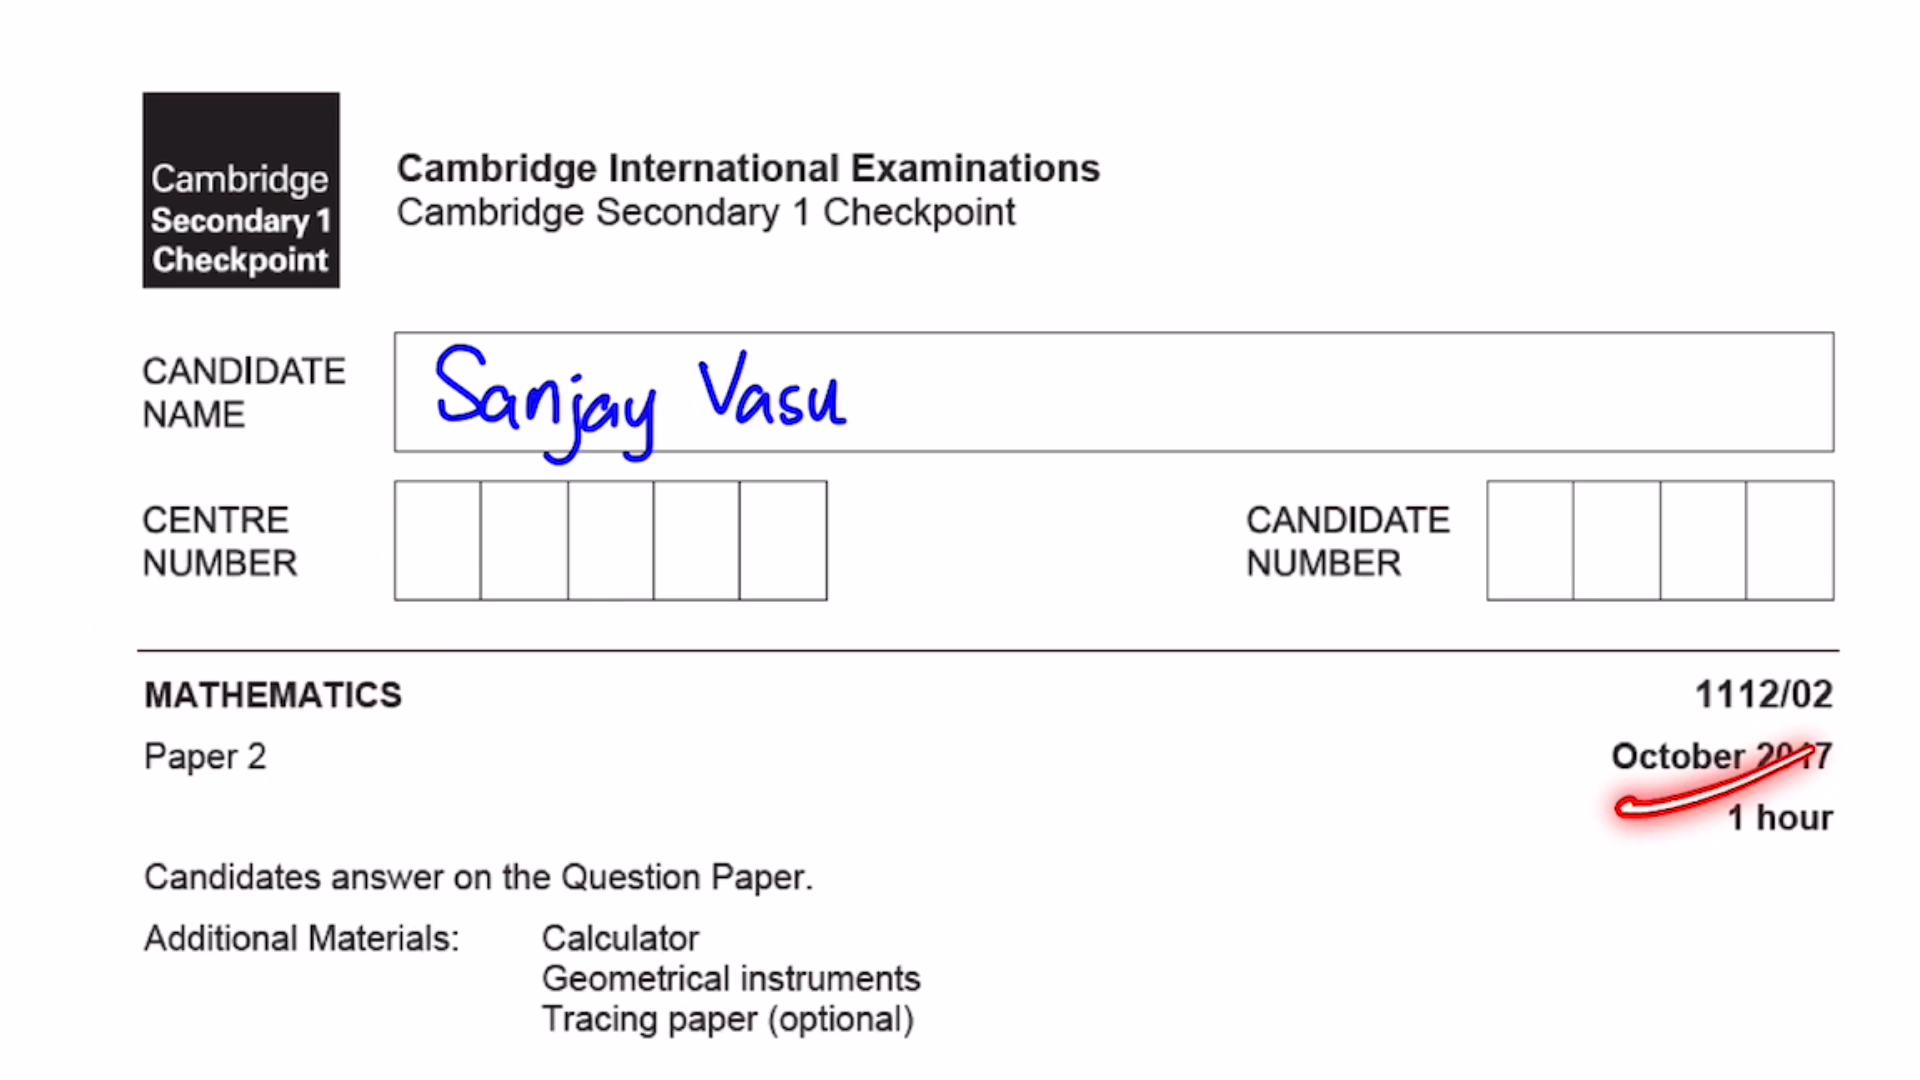 Cambridge
Secondary 1
Checkpoint
Cambridge International Examinations
Cambridge Secondary 1 Checkpoint
CANDIDATE
NAME
Sanjay Vasu
CENTRE
NUMBER
CANDIDATE
NUMBER
MATHEMATICS
1112/02
Paper 2
October 2017
1 hour
Candidates answer on the Question Paper.
Additional Materials:
Calculator
Geometrical instruments
Tracing paper (optional)